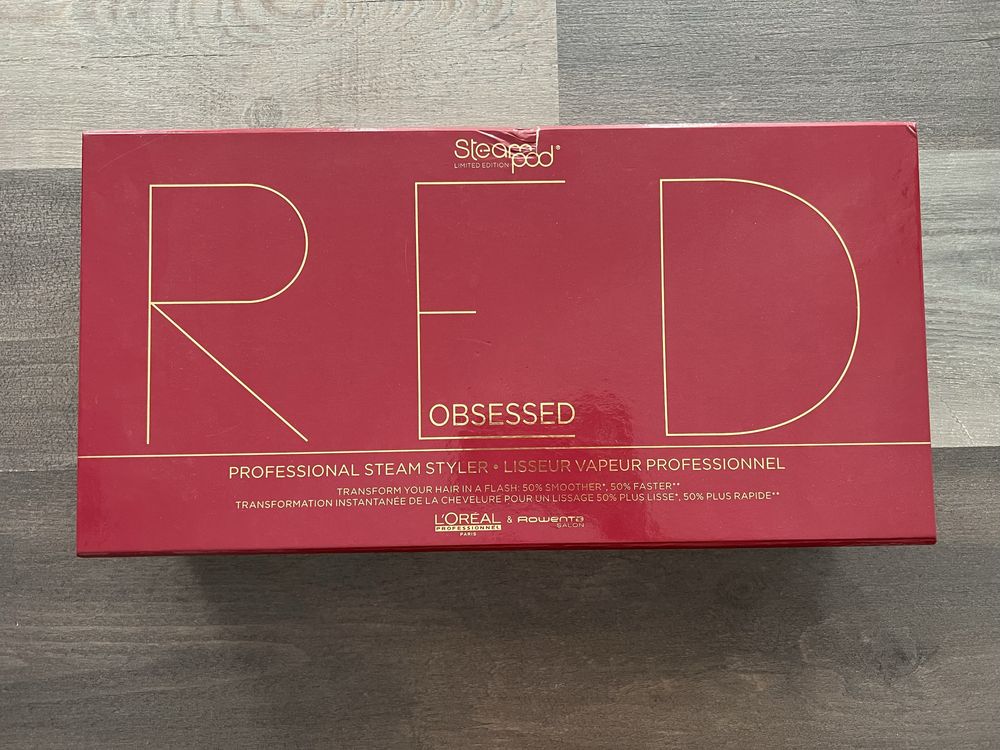 Steampod®
LIMITED EDITION
RED
OBSESSED
PROFESSIONAL STEAM STYLER • LISSEUR VAPEUR PROFESSIONNEL
TRANSFORM YOUR HAIR IN A FLASH: 50% SMOOTHER*, 50% FASTER**
TRANSFORMATION INSTANTANÉE DE LA CHEVELURE POUR UN LISSAGE 50% PLUS LISSE*, 50% PLUS RAPIDE**
L'ORÉAL & Rowenta
PROFESSIONNEL SALON
PARIS